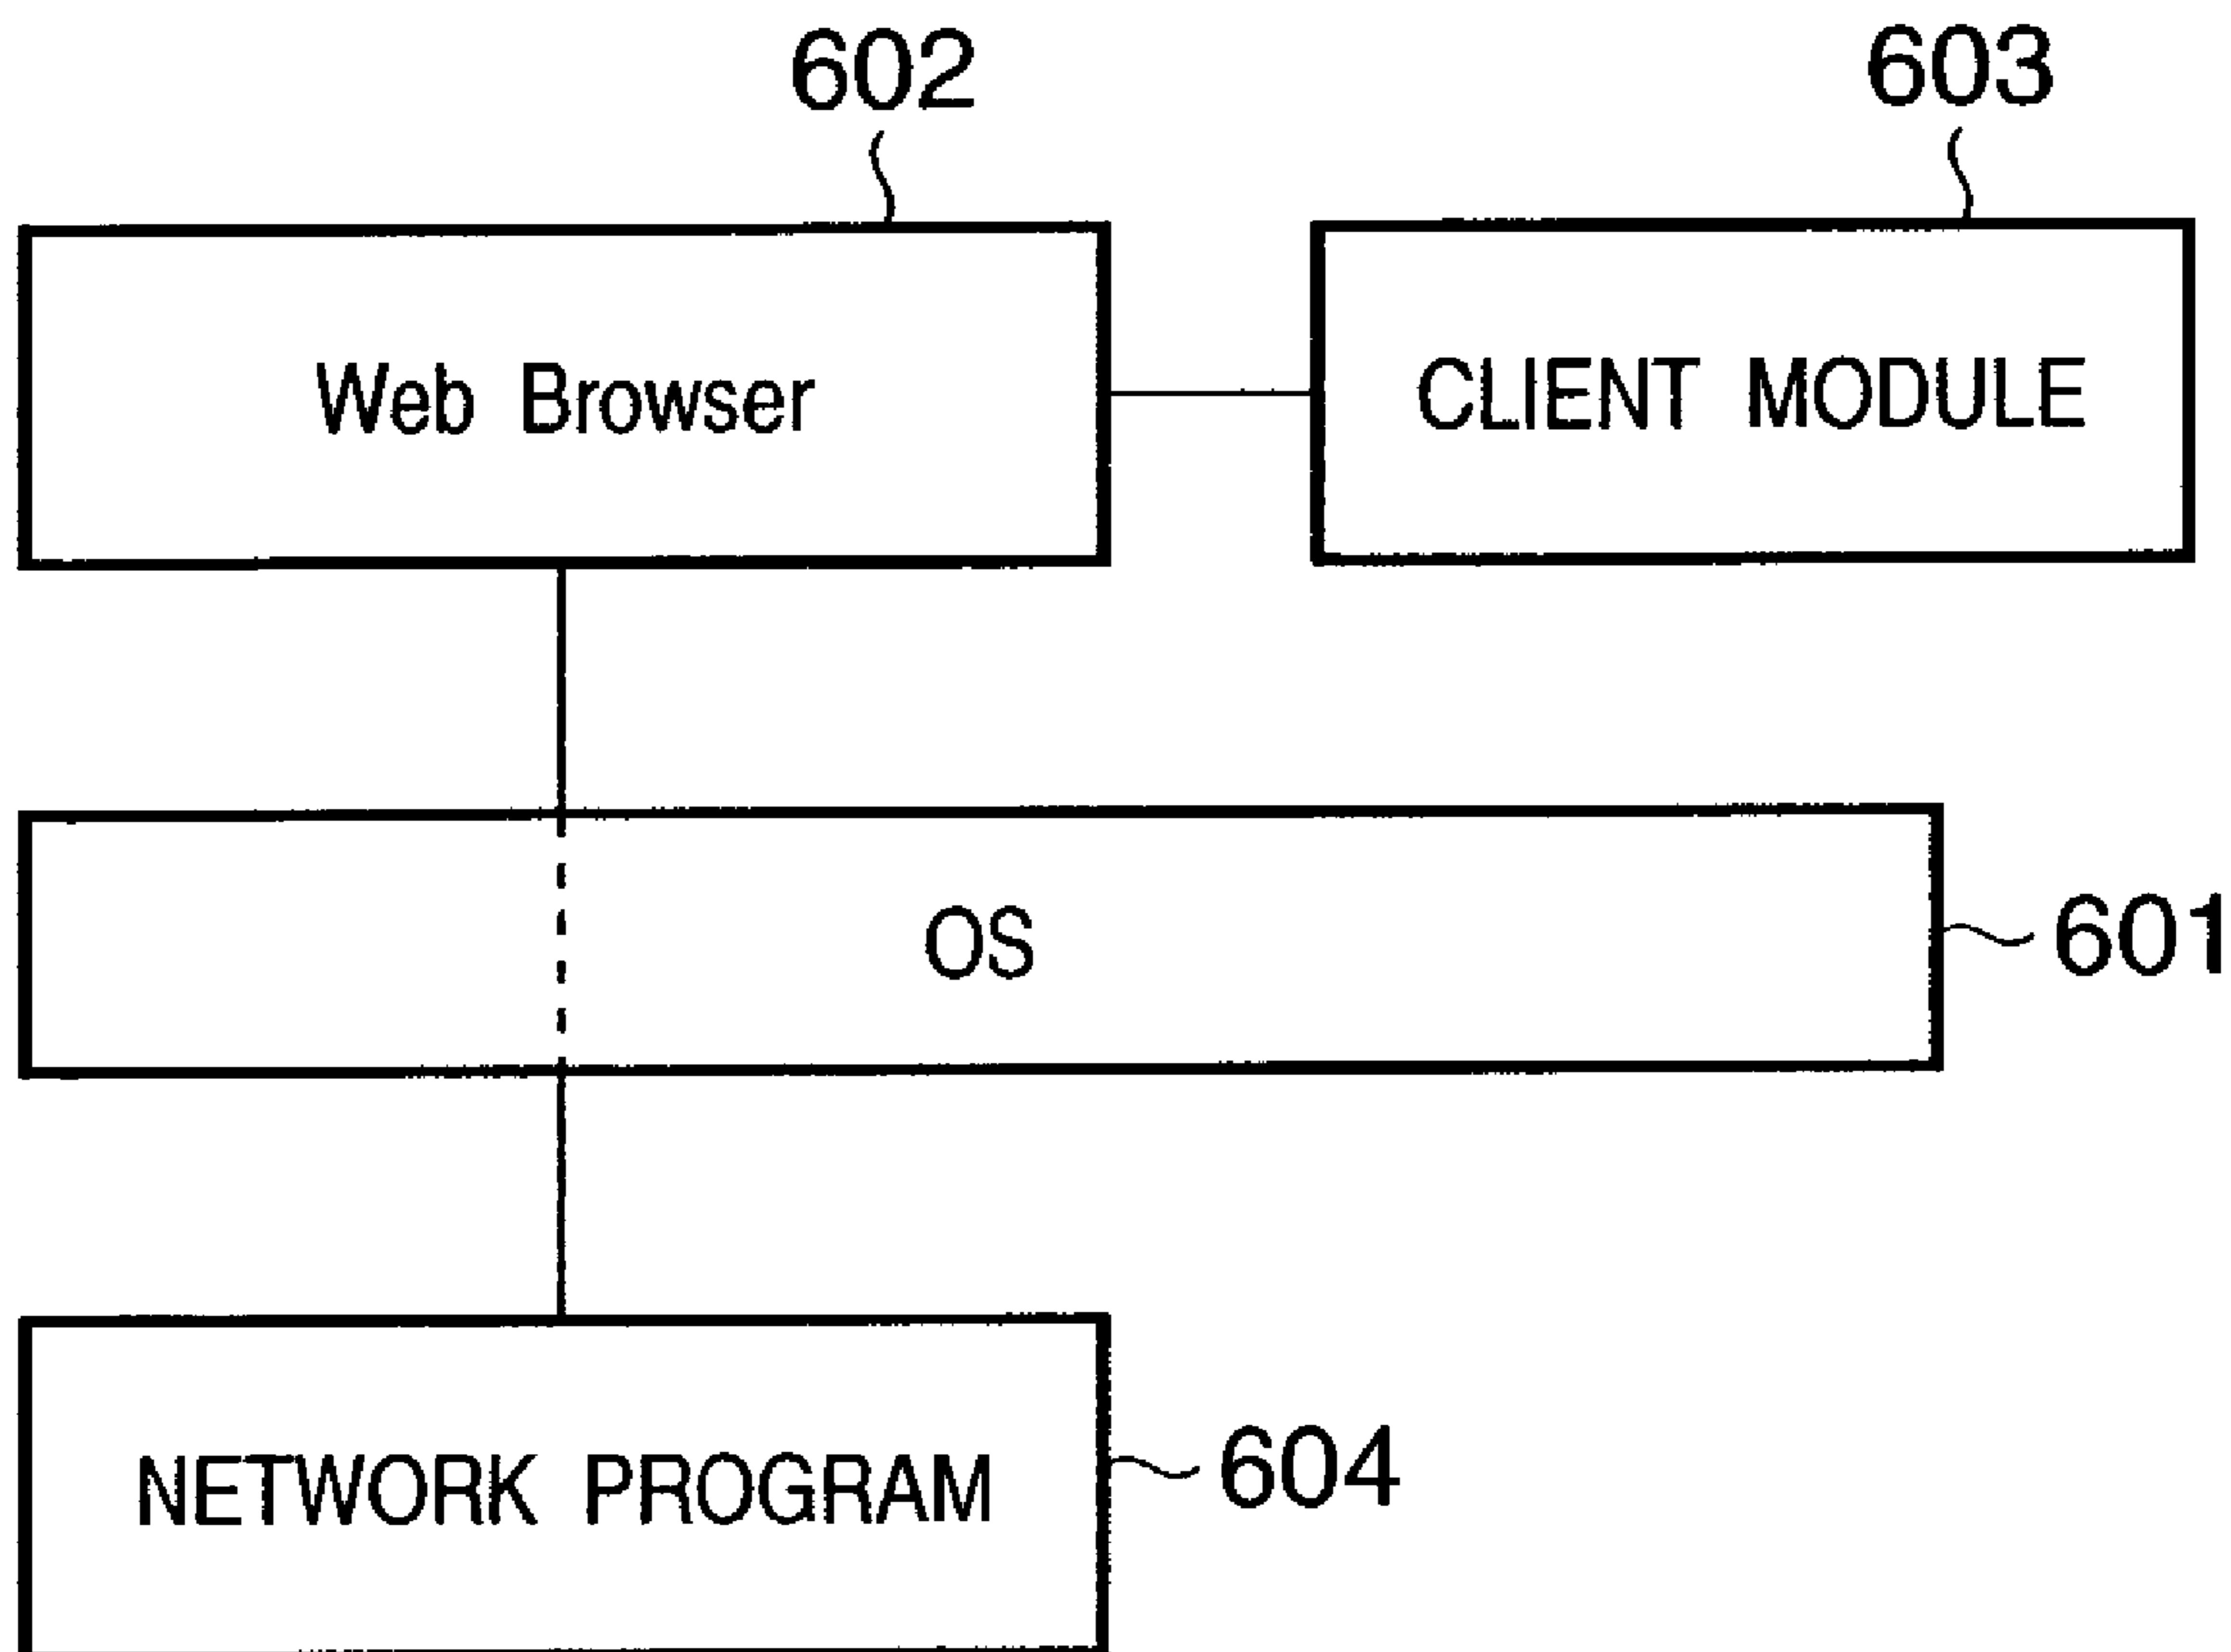 602
603
Web Browser
CLIENT MODULE
OS
601
NETWORK PROGRAM
604